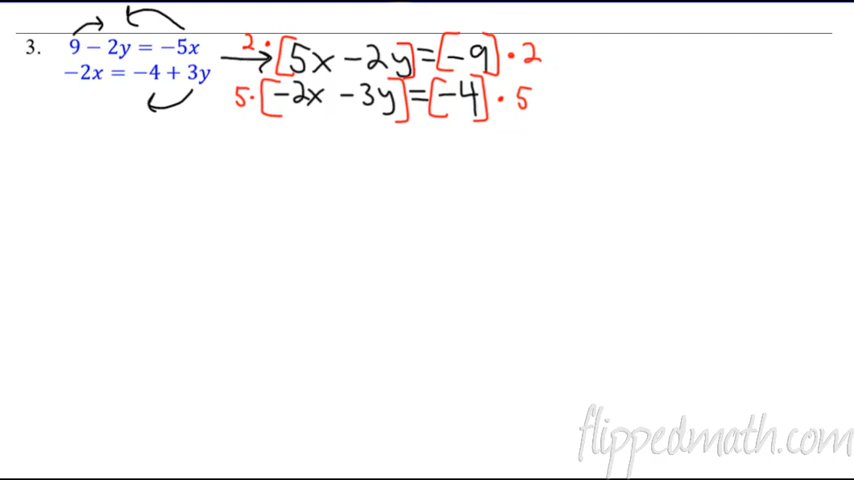 3. 9 − 2y = −5x
−2x = −4 + 3y
2 · [5x − 2y] = [−9] · 2
5 · [−2x − 3y] = [−4] · 5
flippedmath.com